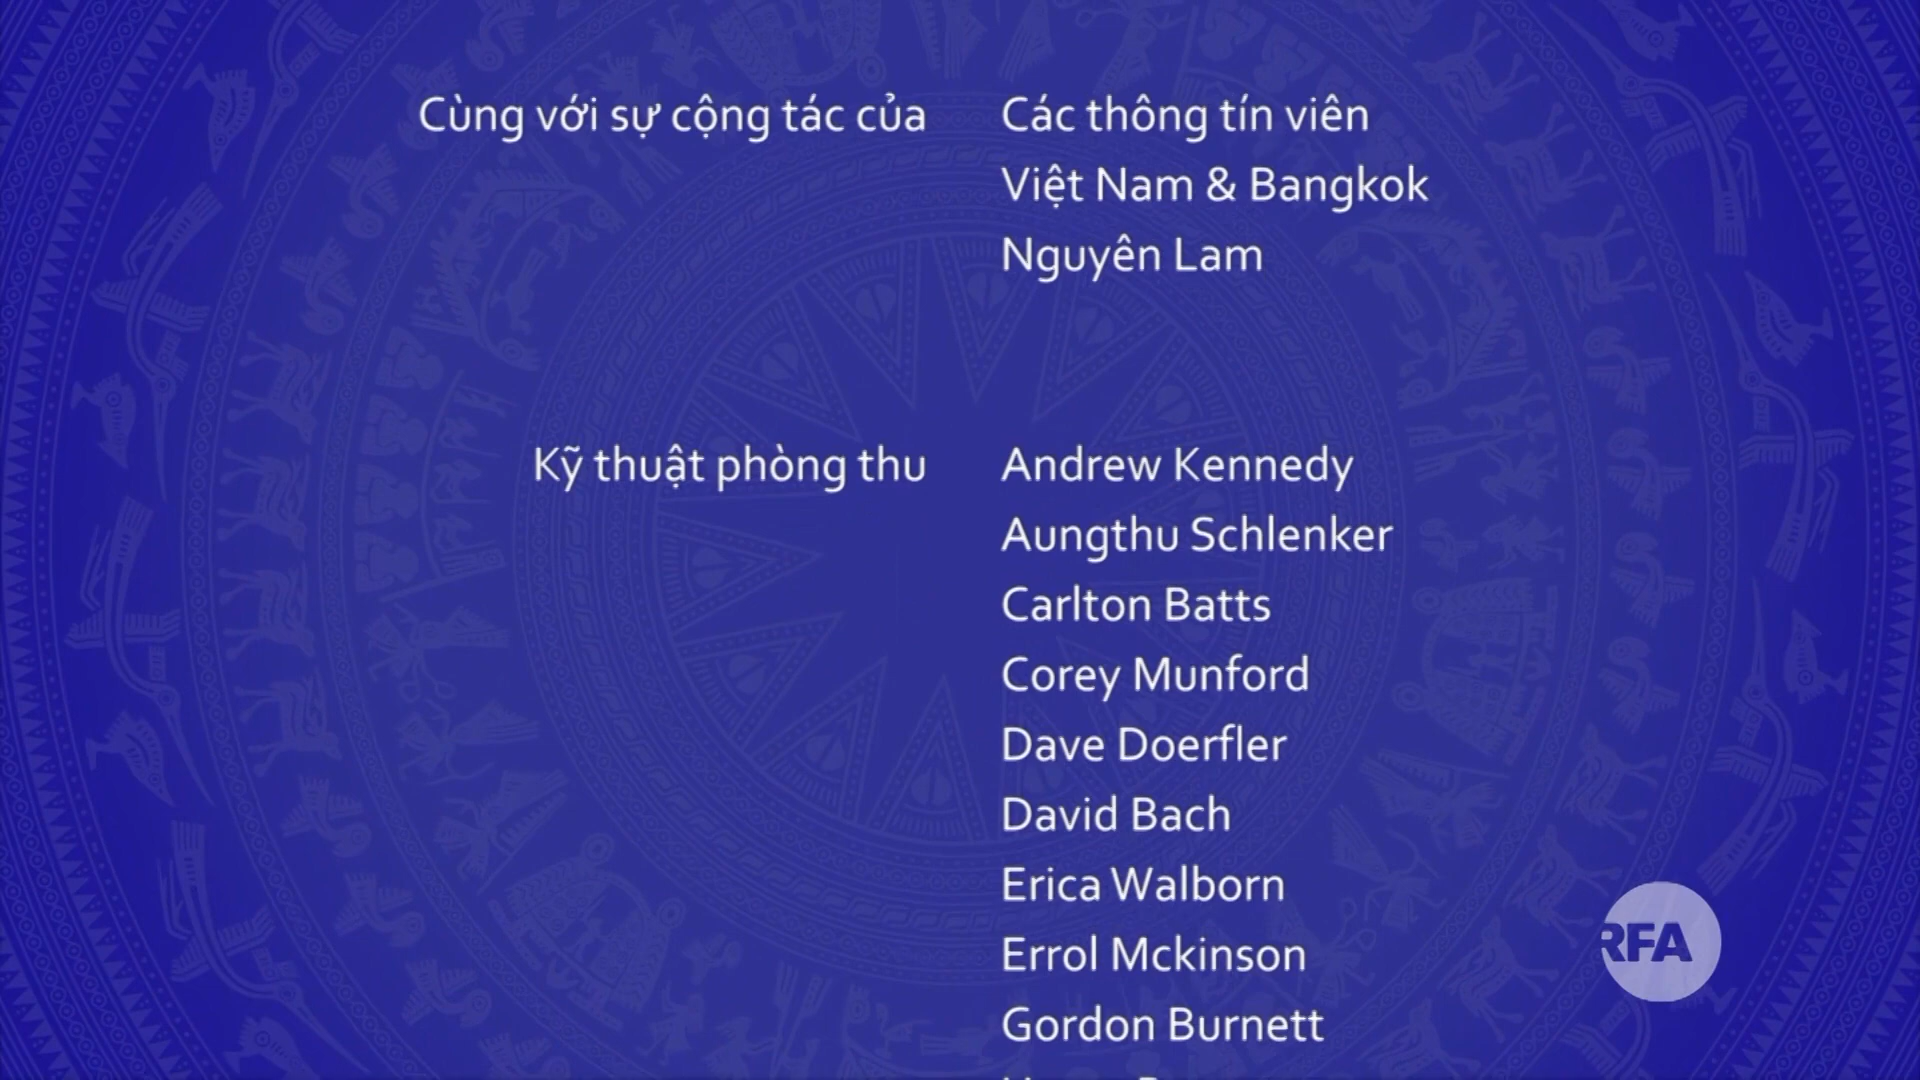 Cùng với sự cộng tác của Các thông tín viên
Việt Nam & Bangkok
Nguyên Lam
Kỹ thuật phòng thu Andrew Kennedy
Aungthu Schlenker
Carlton Batts
Corey Munford
Dave Doerfler
David Bach
Erica Walborn
Errol Mckinson
RFA
Gordon Burnett